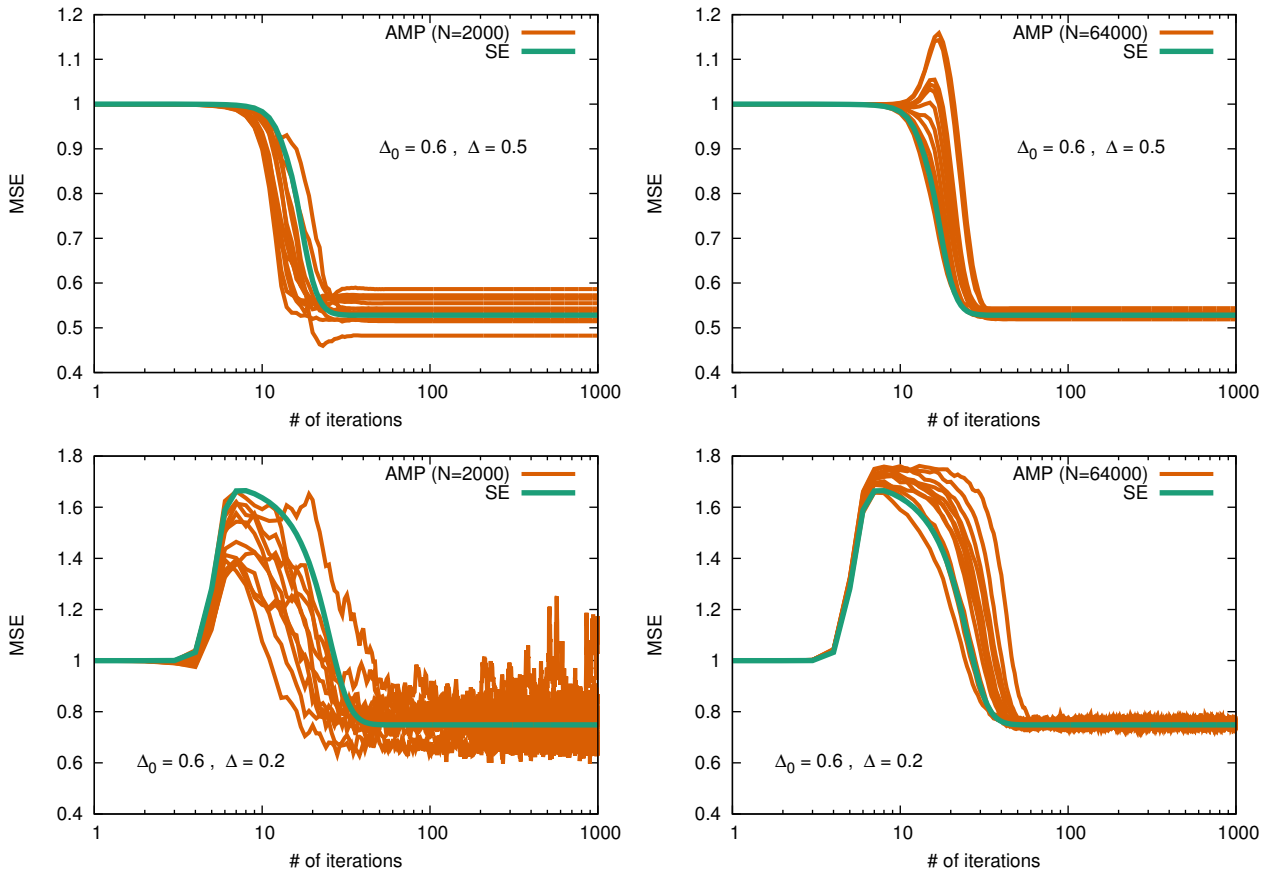 1.2
1.1
1
0.9
0.8
0.7
0.6
0.5
0.4
MSE
AMP (N=2000)
SE
Δ0 = 0.6 , Δ = 0.5
1 10 100 1000
# of iterations
1.2
1.1
1
0.9
0.8
0.7
0.6
0.5
0.4
MSE
AMP (N=64000)
SE
Δ0 = 0.6 , Δ = 0.5
1 10 100 1000
# of iterations
1.8
1.6
1.4
1.2
1
0.8
0.6
0.4
MSE
AMP (N=2000)
SE
Δ0 = 0.6 , Δ = 0.2
1 10 100 1000
# of iterations
1.8
1.6
1.4
1.2
1
0.8
0.6
0.4
MSE
AMP (N=64000)
SE
Δ0 = 0.6 , Δ = 0.2
1 10 100 1000
# of iterations